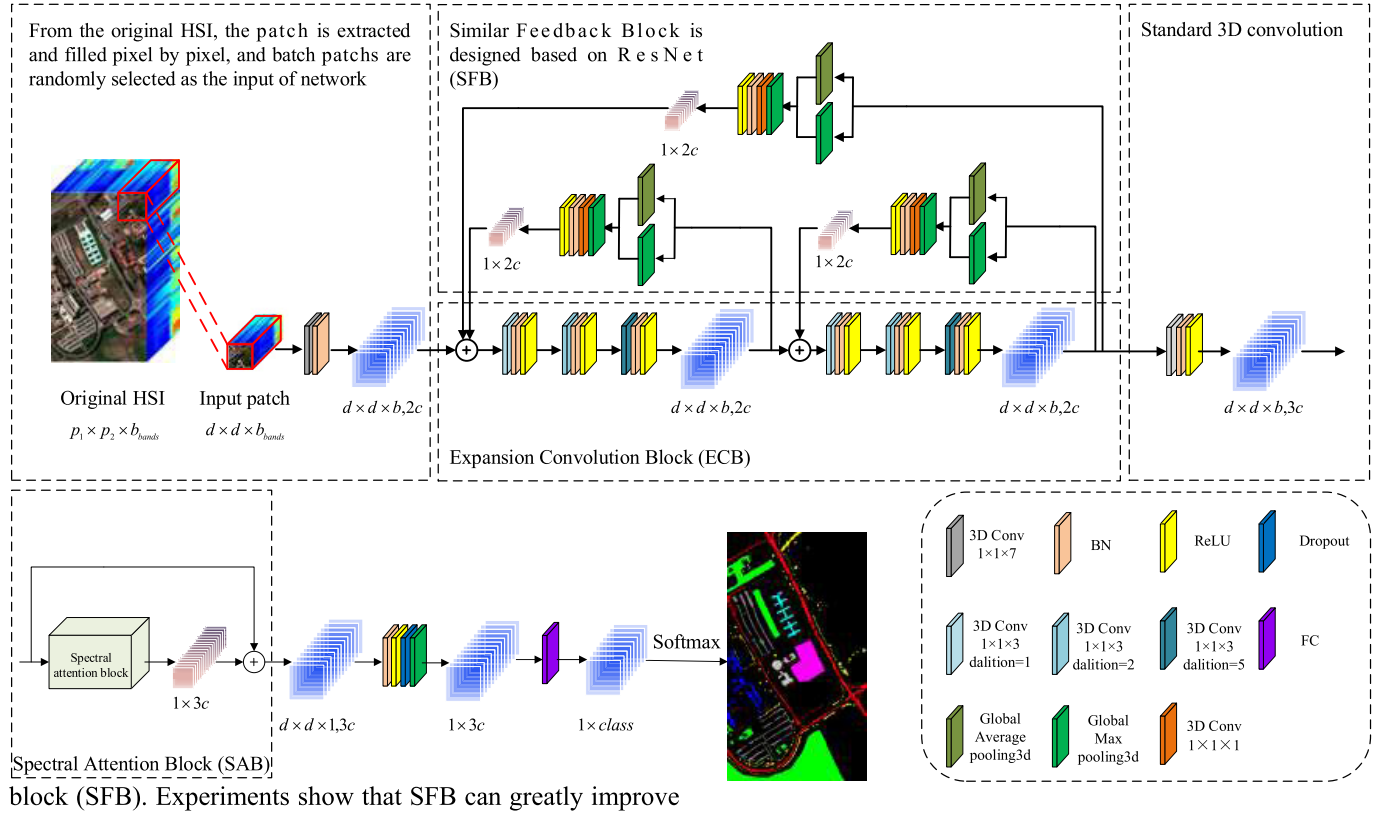 From the original HSI, the patch is extracted
and filled pixel by pixel, and batch patchs are
randomly selected as the input of network
Similar Feedback Block is
designed based on ResNet
(SFB)
Standard 3D convolution
1×2c
1×2c
1×2c
Original HSI
p1 × p2 × bbands
Input patch
d × d × bbands
d × d × b,2c
d × d × b,2c
d × d × b,2c
d × d × b,3c
Expansion Convolution Block (ECB)
Spectral
attention block
1×3c
Spectral Attention Block (SAB)
d × d × 1,3c
1×3c
1×class
Softmax
3D Conv
1×1×7
BN
ReLU
Dropout
3D Conv
1×1×3
dalition=1
3D Conv
1×1×3
dalition=2
3D Conv
1×1×3
dalition=5
FC
Global
Average
pooling3d
Global
Max
pooling3d
3D Conv
1×1×1
block (SFB). Experiments show that SFB can greatly improve